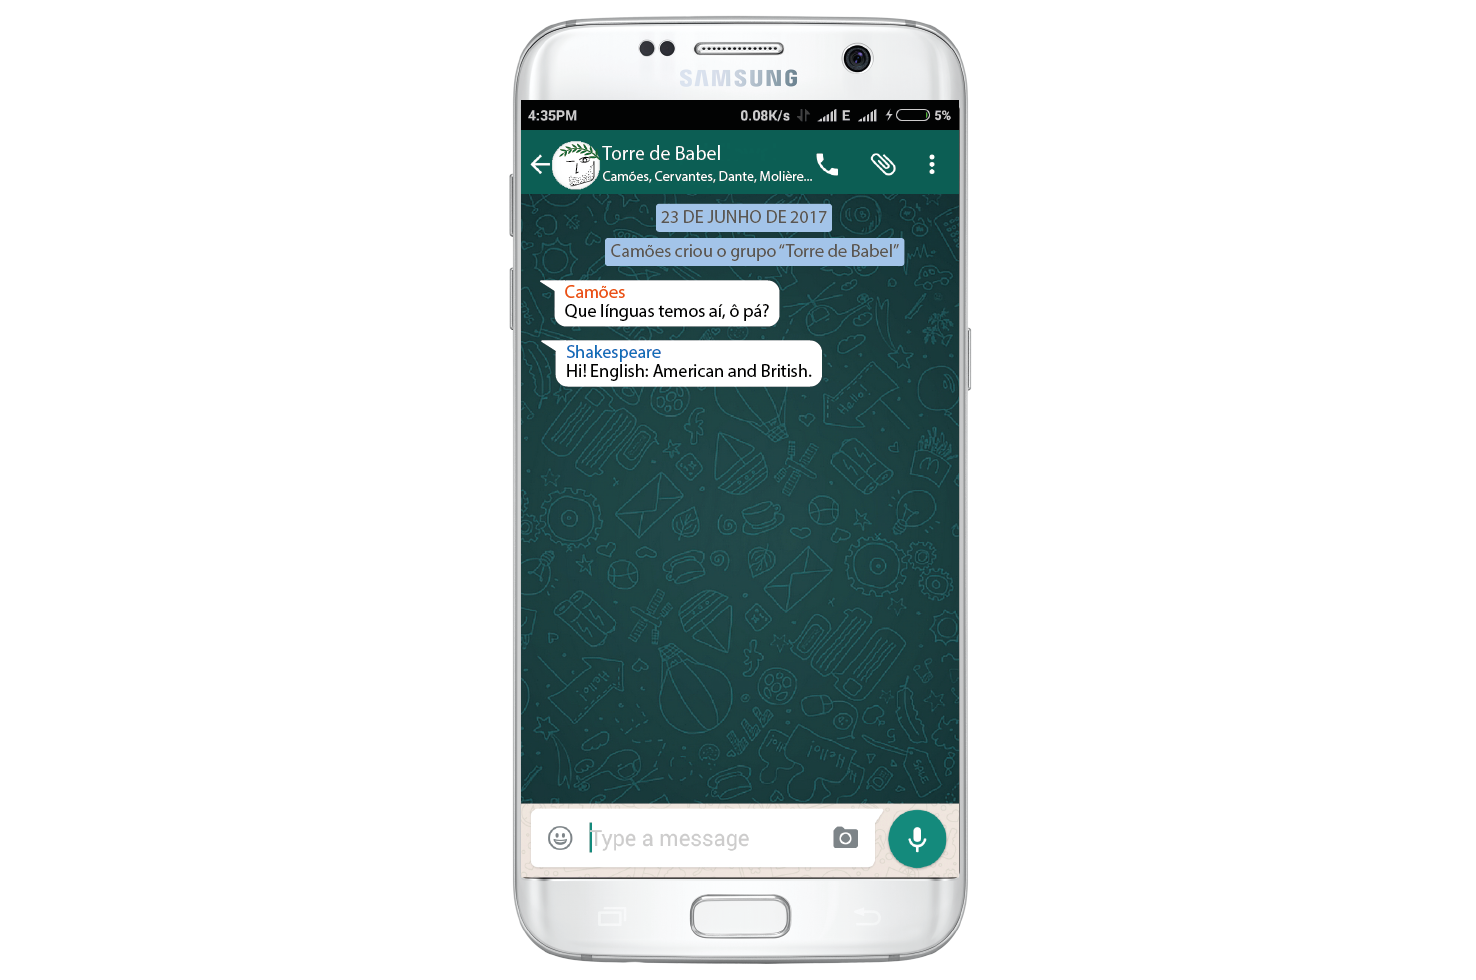 SAMSUNG
4:35PM 0.08K/s E 5%
Torre de Babel
Camões, Cervantes, Dante, Molière...
23 DE JUNHO DE 2017
Camões criou o grupo “Torre de Babel”
Camões
Que línguas temos aí, ô pá?
Shakespeare
Hi! English: American and British.
Type a message